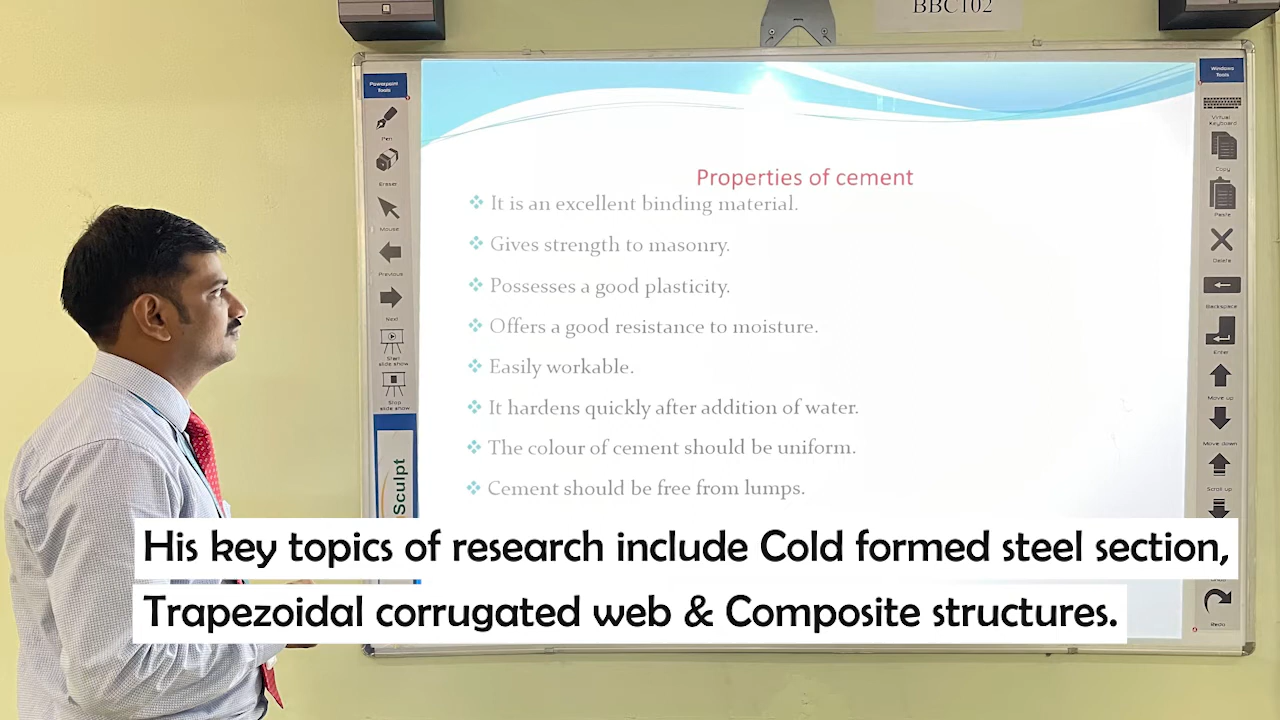 BBC102
Powerpoint
Tools
Pen
Eraser
Mouse
Previous
Next
Start
slide show
Stop
slide show
Sculpt
Windows
Tools
Virtual
Keyboard
Copy
Paste
Delete
Backspace
Enter
Move up
Move down
Scroll up
Redo
Properties of cement
It is an excellent binding material.
Gives strength to masonry.
Possesses a good plasticity.
Offers a good resistance to moisture.
Easily workable.
It hardens quickly after addition of water.
The colour of cement should be uniform.
Cement should be free from lumps.
His key topics of research include Cold formed steel section,
Trapezoidal corrugated web & Composite structures.